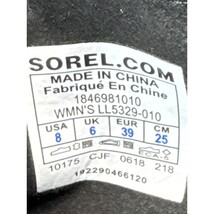 SOREL.COM
MADE IN CHINA
Fabriqué En Chine
1846981010
WMN'S LL5329-010
USA UK EUR CM
8 6 39 25
10175 CJF 0618 218
192290466120